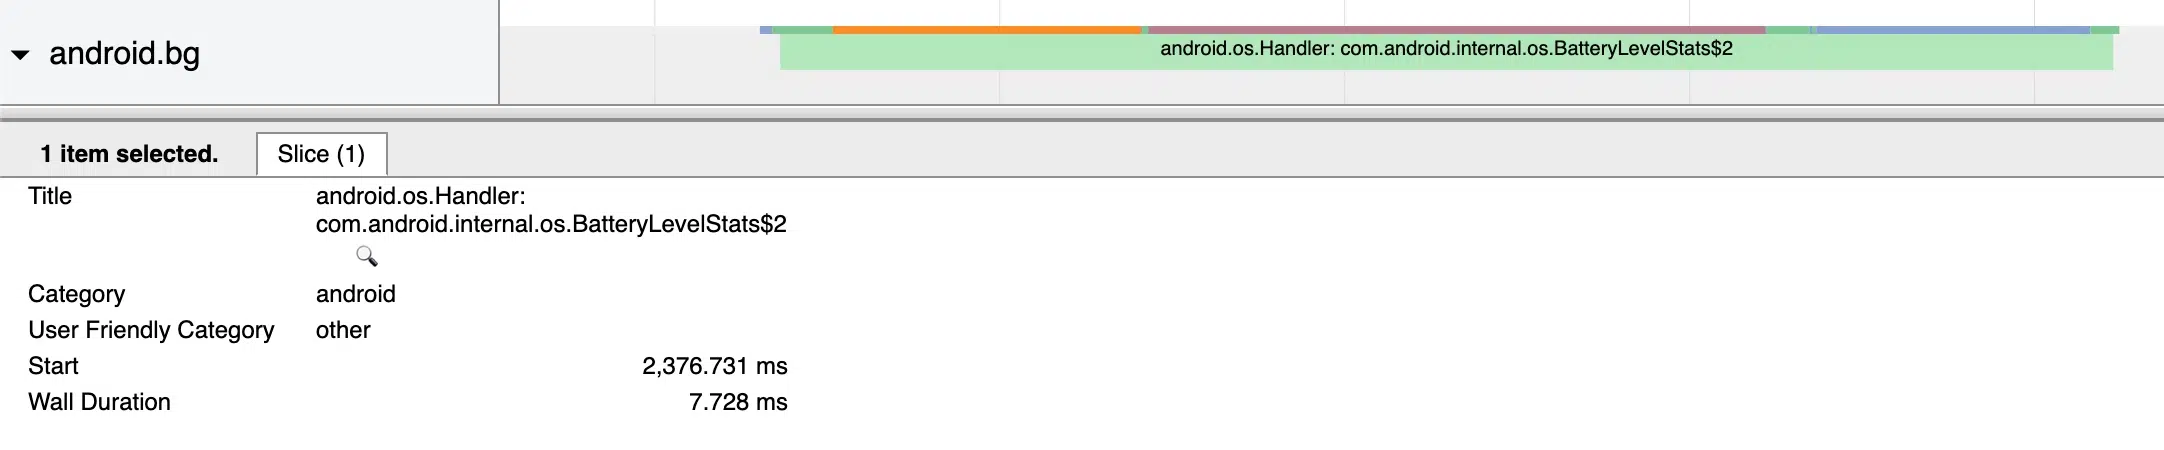 android.bg
android.os.Handler: com.android.internal.os.BatteryLevelStats$2
1 item selected.
Slice (1)
Title
android.os.Handler:
com.android.internal.os.BatteryLevelStats$2
Category android
User Friendly Category other
Start 2,376.731 ms
Wall Duration 7.728 ms